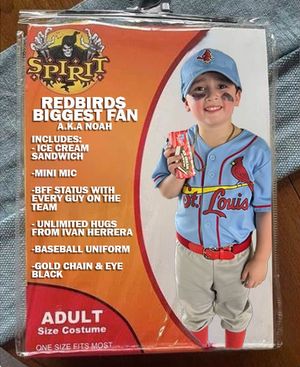 SPIRIT
REDBIRDS
BIGGEST FAN
A.K.A NOAH
INCLUDES:
- ICE CREAM
SANDWICH
-MINI MIC
-BFF STATUS WITH
EVERY GUY ON THE
TEAM
- UNLIMITED HUGS
FROM IVAN HERRERA
-BASEBALL UNIFORM
-GOLD CHAIN & EYE
BLACK
St. Louis
ADULT
Size Costume
ONE SIZE FITS MOST